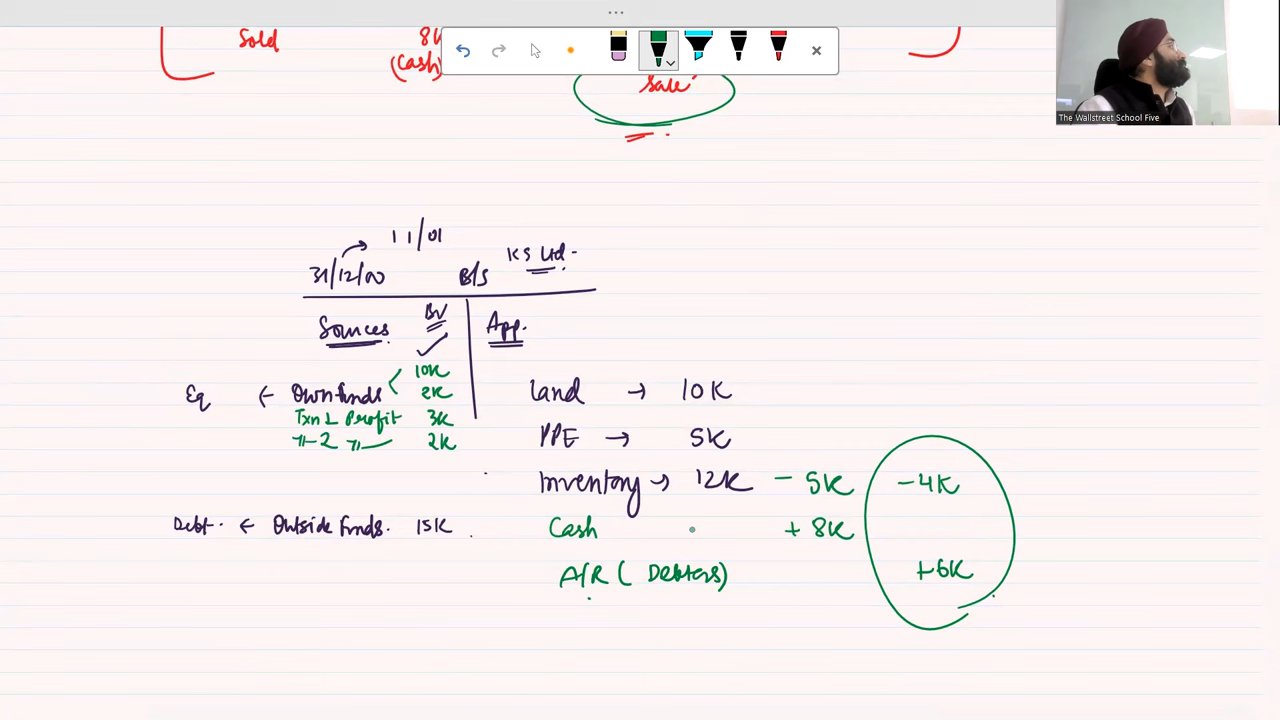 Sold 8K
(Cash)
Sale
The Wallstreet School Five
11/01
31/12/00 B/S KS Ltd.
Sources BV App.
10K
Eq ← Own funds 2K Land → 10K
Txn 1 Profit 3K
-"- 2 -"- 2K PPE → 5K
Inventory → 12K - 5K -4K
Debt ← Outside funds. 15K Cash + 8K
A/R ( Debters) +6K